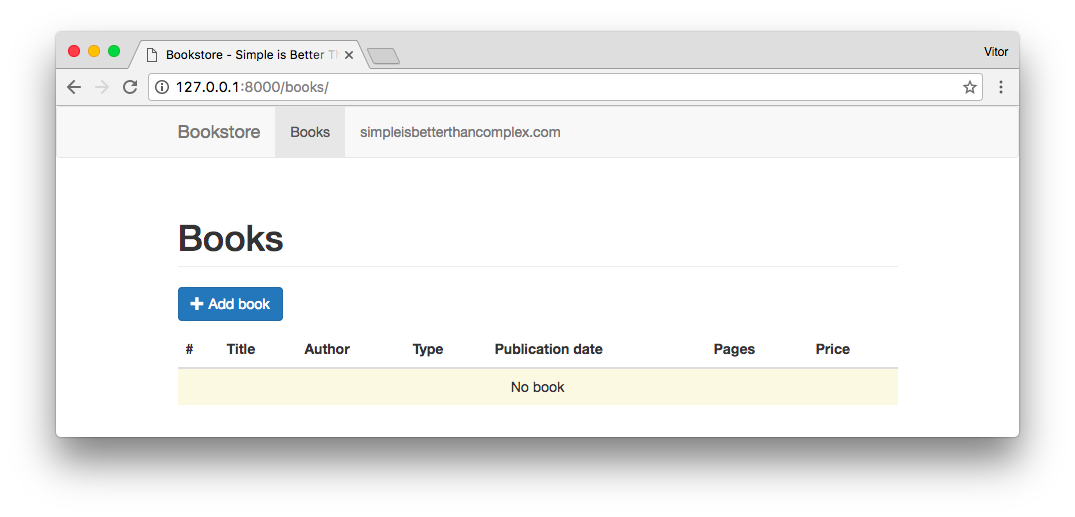 Bookstore - Simple is Better Th
Vitor
127.0.0.1:8000/books/
Bookstore Books simpleisbetterthancomplex.com
Books
Add book
# Title Author Type Publication date Pages Price
No book